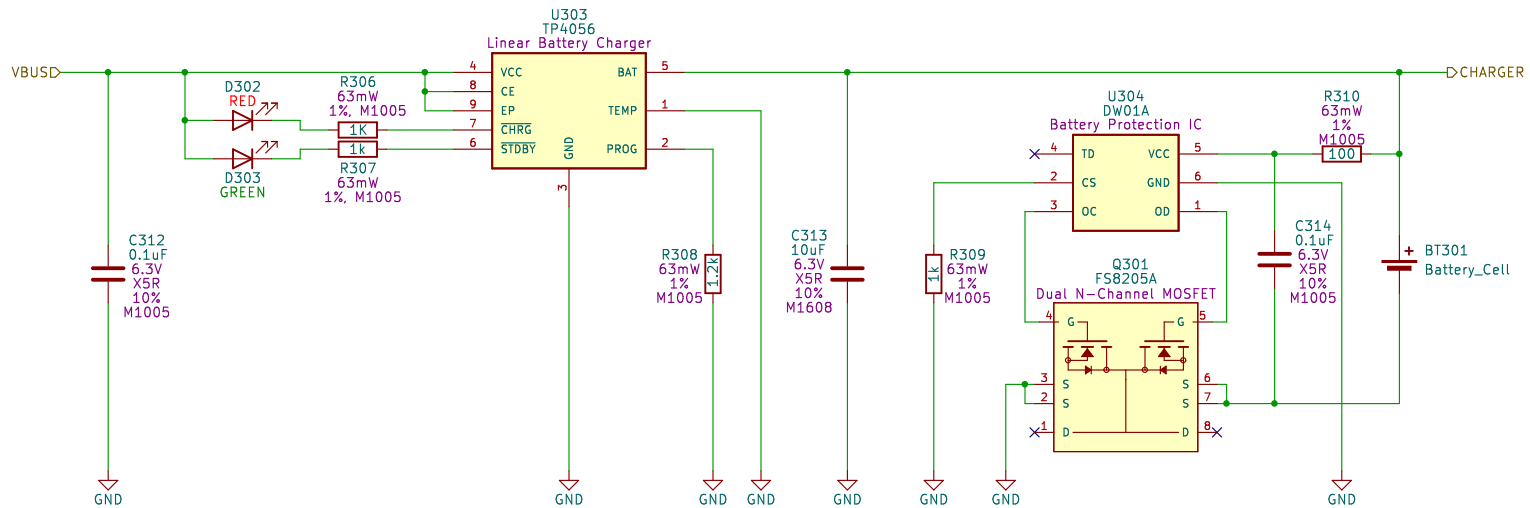 VBUS
D302
RED
D303
GREEN
R306
63mW
1%, M1005
1K
1k
R307
63mW
1%, M1005
C312
0.1uF
6.3V
X5R
10%
M1005
GND
U303
TP4056
Linear Battery Charger
4 VCC BAT 5
8 CE
9 EP TEMP 1
7 CHRG
6 STDBY PROG 2
GND
3
GND
R308
63mW
1%
M1005
1.2k
GND
GND
C313
10uF
6.3V
X5R
10%
M1608
GND
R309
63mW
1%
M1005
1k
GND
U304
DW01A
Battery Protection IC
4 TD VCC 5
2 CS GND 6
3 OC OD 1
Q301
FS8205A
Dual N-Channel MOSFET
4 G G 5
3 S S 6
2 S S 7
1 D D 8
GND
R310
63mW
1%
M1005
100
C314
0.1uF
6.3V
X5R
10%
M1005
GND
+
BT301
Battery_Cell
CHARGER